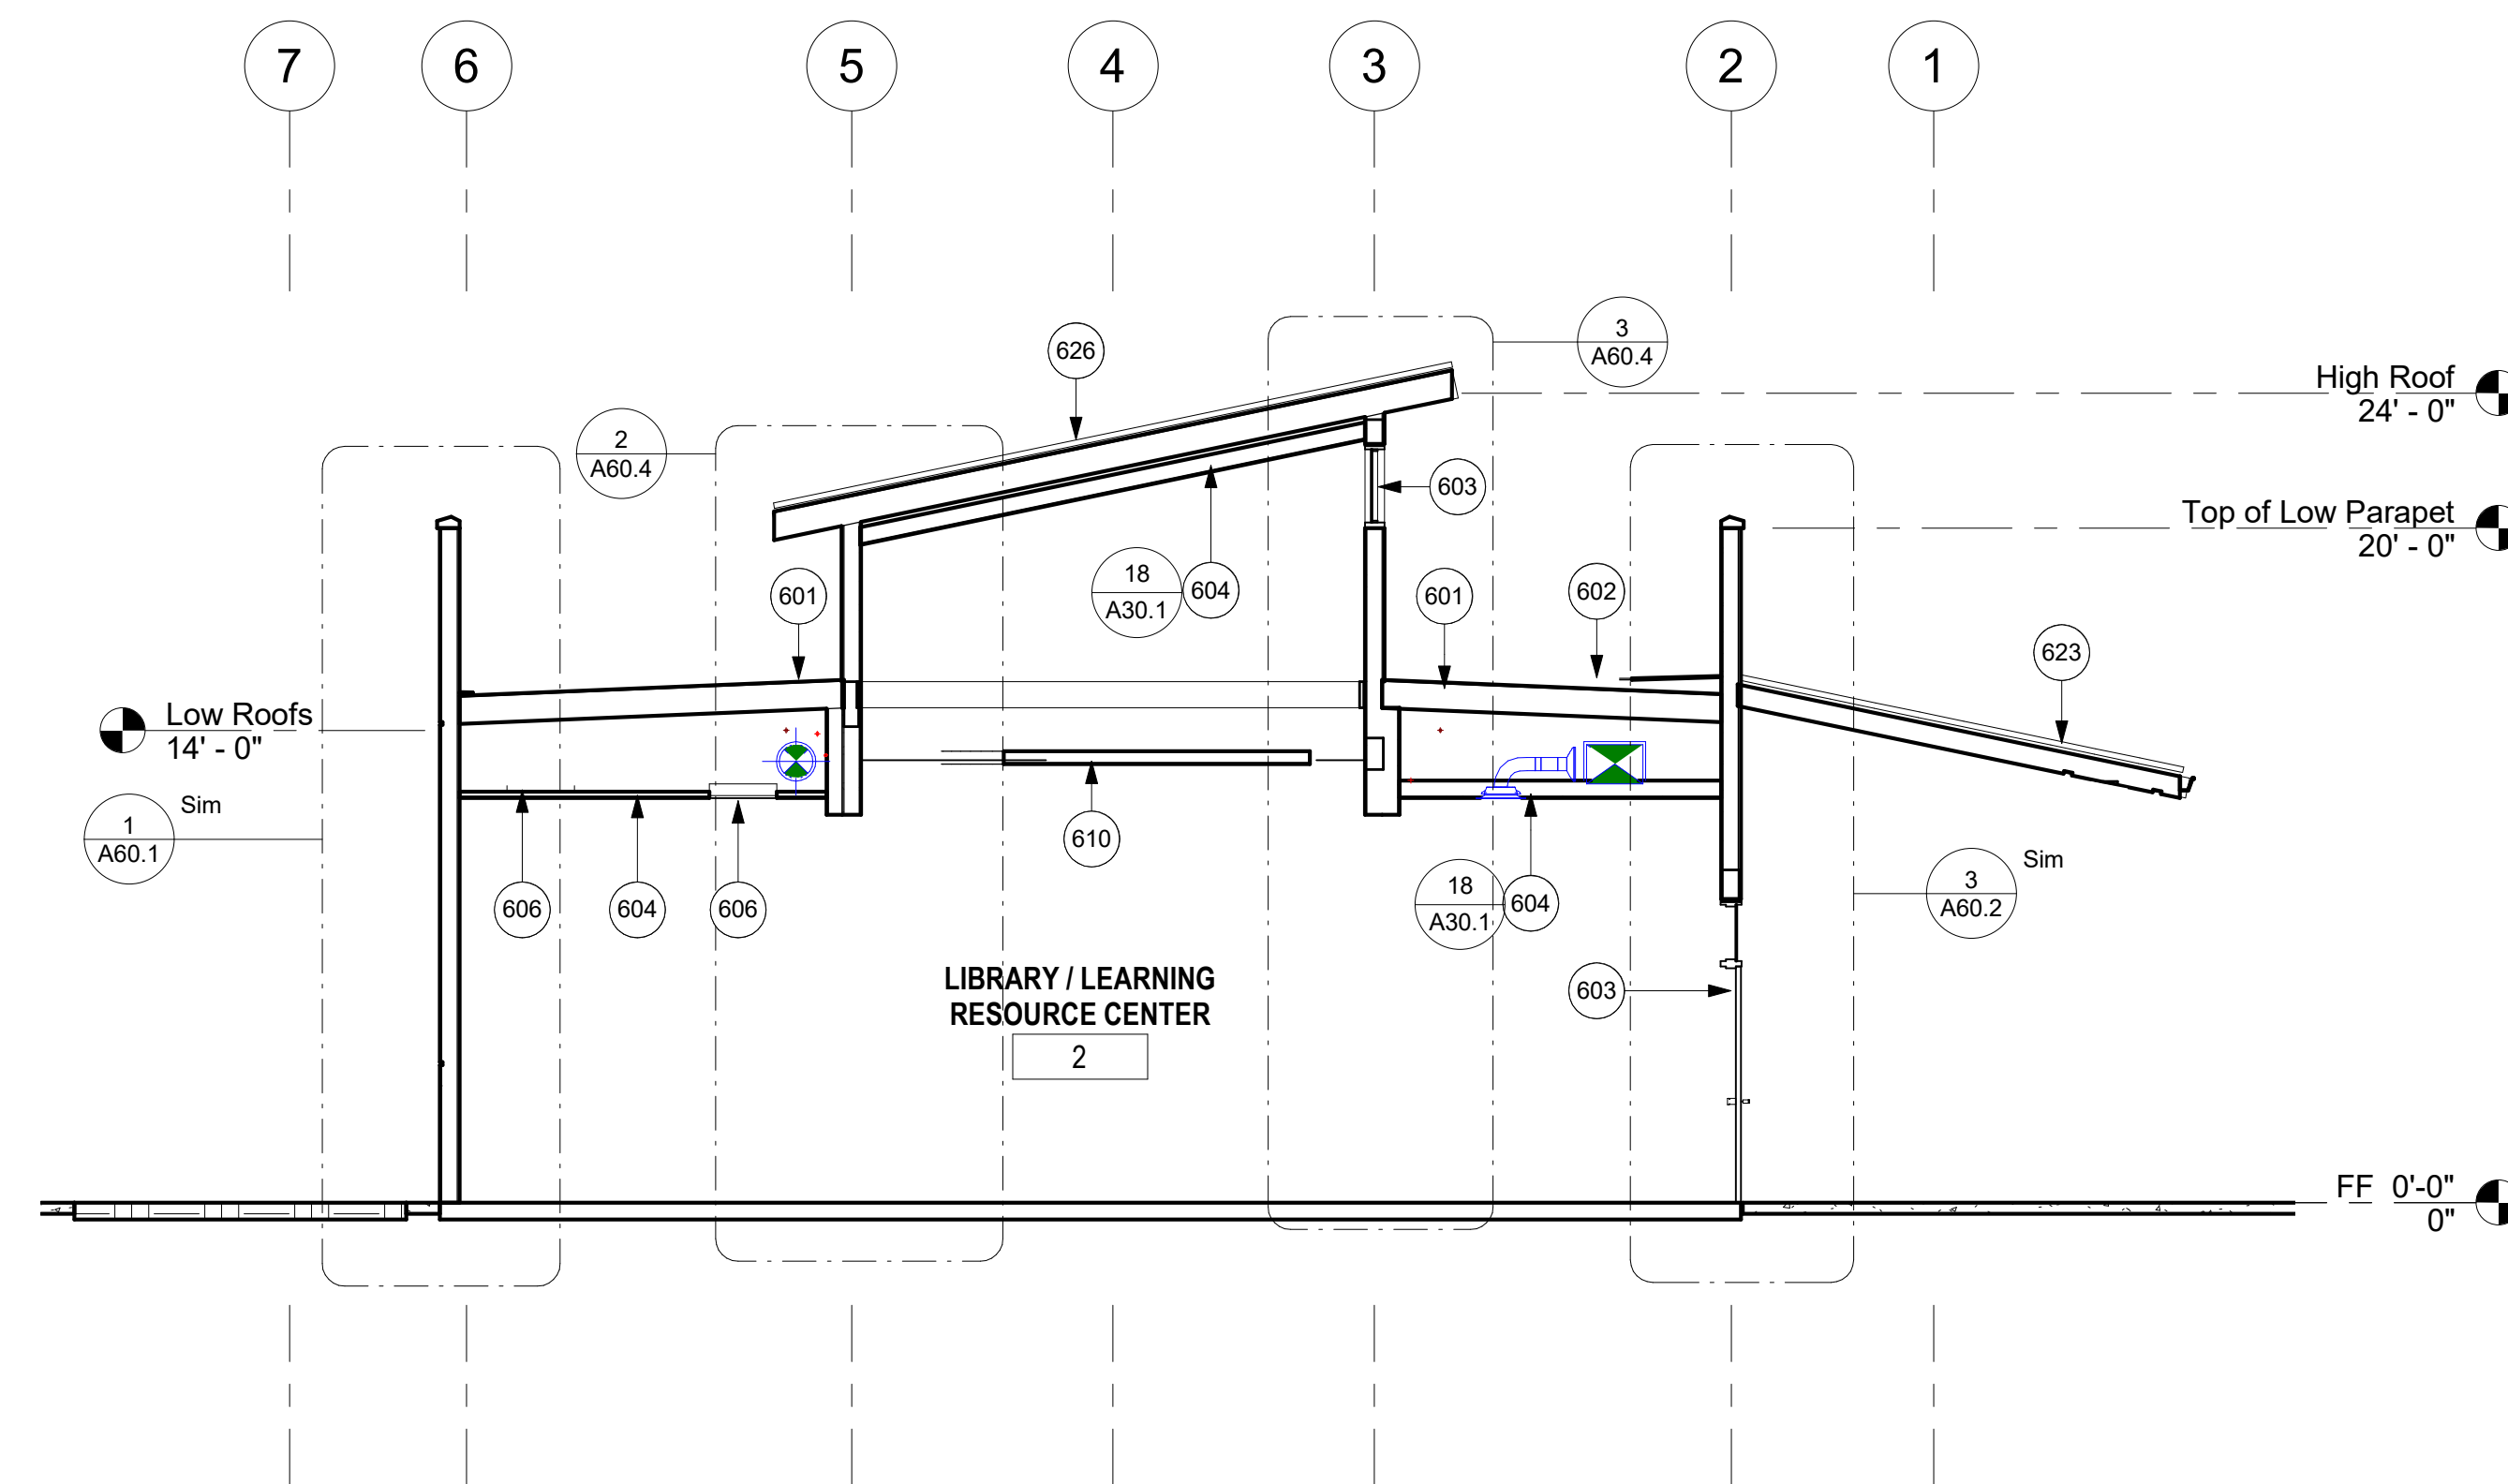 7 6 5 4 3 2 1
626
3
A60.4
High Roof
24' - 0"
2
A60.4
603
Top of Low Parapet
20' - 0"
601
18
A30.1
604
601
602
623
Low Roofs
14' - 0"
1
A60.1
Sim
610
606
604
606
18
A30.1
604
3
A60.2
Sim
LIBRARY / LEARNING
RESOURCE CENTER
2
603
FF 0'-0"
0"